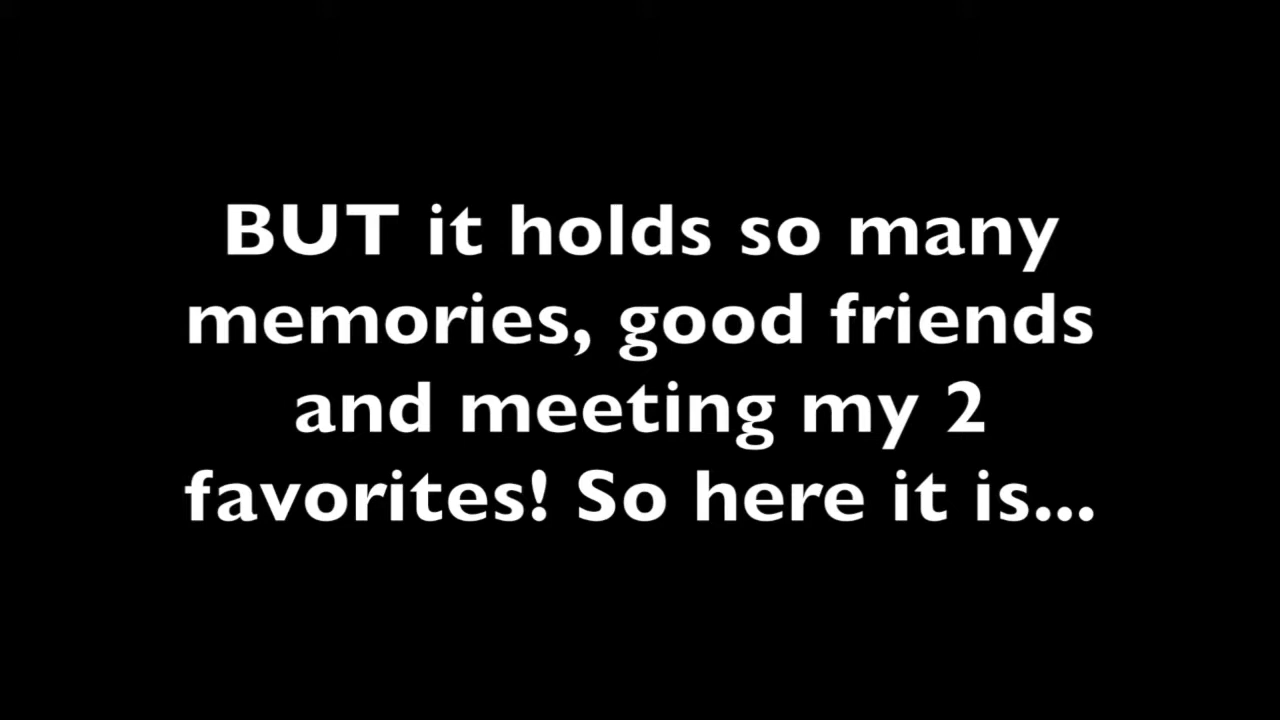 BUT it holds so many
memories, good friends
and meeting my 2
favorites! So here it is...